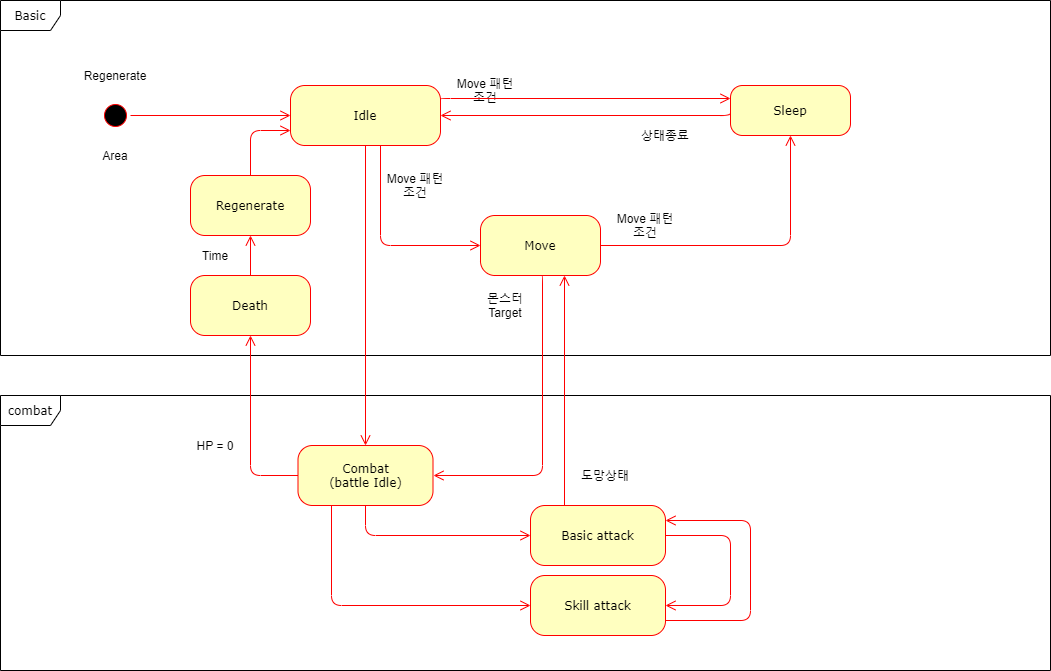 Basic
Regenerate
Move 패턴
조건
Idle
Sleep
상태종료
Area
Move 패턴
조건
Regenerate
Move 패턴
조건
Move
Time
몬스터
Target
Death
combat
HP = 0
Combat
(battle Idle)
도망상태
Basic attack
Skill attack